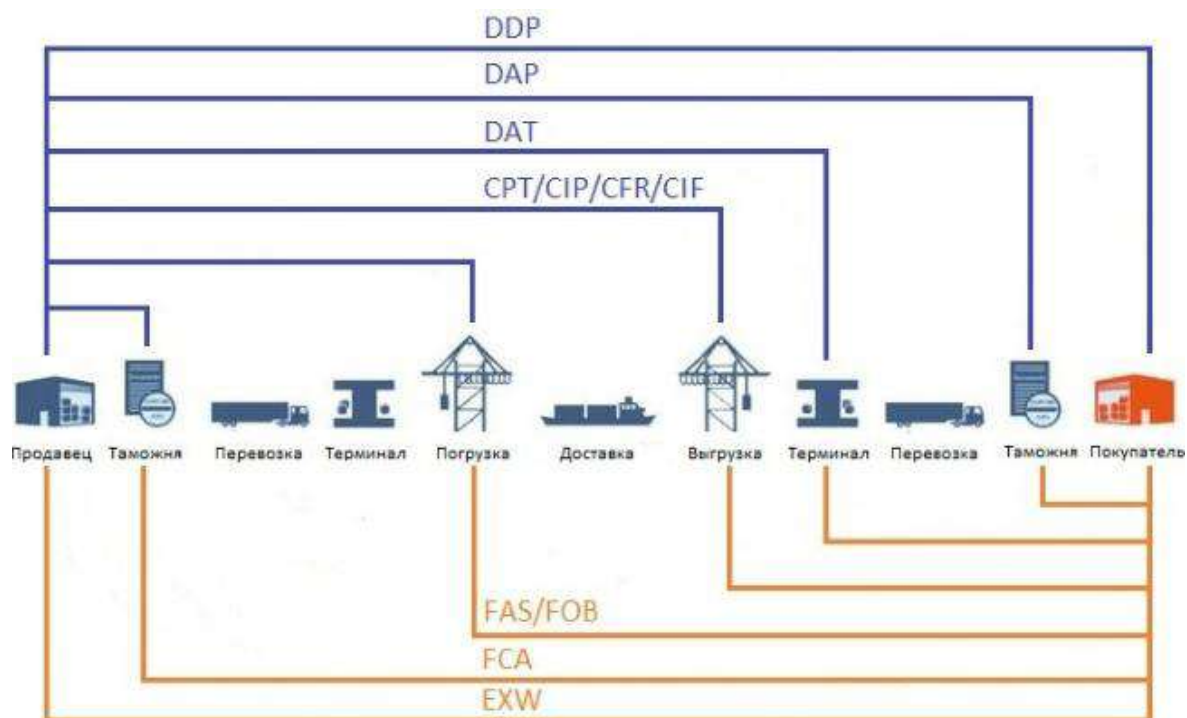 DDP
DAP
DAT
CPT/CIP/CFR/CIF
Продавец Таможня Перевозка Терминал Погрузка Доставка Выгрузка Терминал Перевозка Таможня Покупатель
FAS/FOB
FCA
EXW